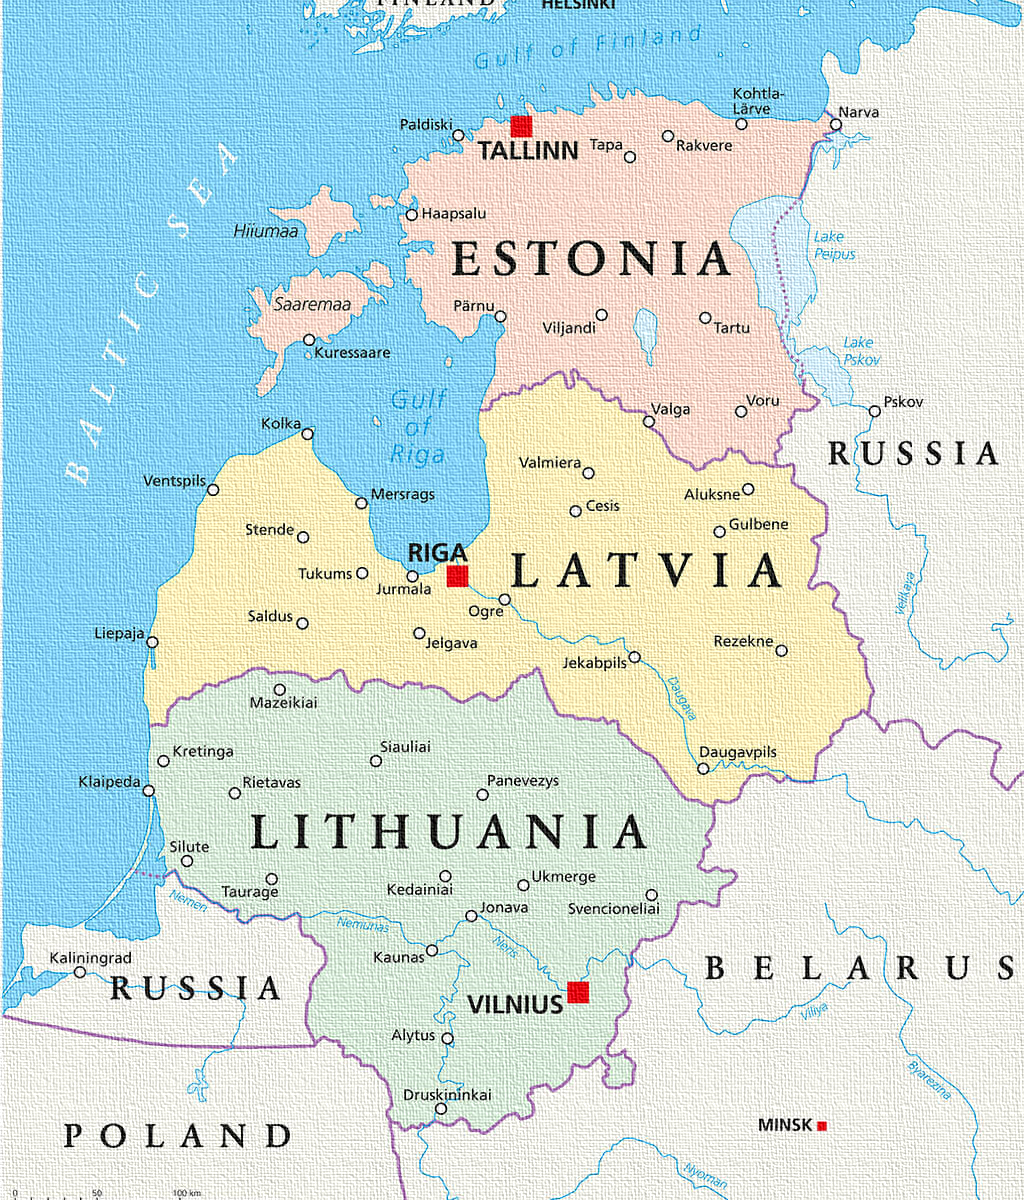 FINLAND
HELSINKI
Gulf of Finland
Kohtla-
Lärve
Narva
Paldiski
TALLINN
Tapa
Rakvere
BALTIC SEA
Haapsalu
Hiiumaa
ESTONIA
Lake
Peipus
Saaremaa
Pärnu
Viljandi
Tartu
Kuressaare
Lake
Pskov
Gulf
of
Riga
Valga
Voru
Pskov
Kolka
RUSSIA
Valmiera
Ventspils
Mersrags
Aluksne
Cesis
Gulbene
Stende
RIGA
LATVIA
Tukums
Jurmala
Velikaya
Ogre
Saldus
Liepaja
Jelgava
Rezekne
Jekabpils
Daugava
Mazeikiai
Kretinga
Siauliai
Daugavpils
Klaipeda
Rietavas
Panevezys
LITHUANIA
Silute
Taurage
Kedainiai
Ukmerge
Svencioneliai
Nemen
Jonava
Nemunas
Neris
Kaunas
Kaliningrad
RUSSIA
BELARUS
VILNIUS
Viliya
Alytus
Byarezina
Druskininkai
MINSK
POLAND
Nyoman
0 50 100 km